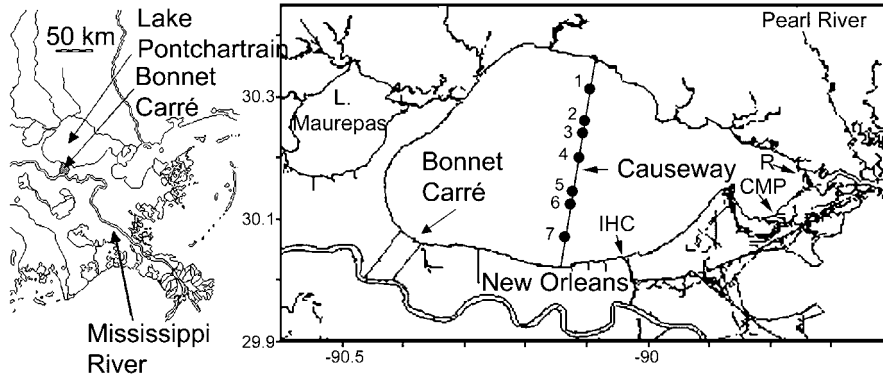 Lake
50 km
Pontchartrain
Bonnet
Carré
Mississippi
River
Pearl River
30.3
30.1
29.9
-90.5
-90
L.
Maurepas
1
2
3
4
5
6
7
Bonnet
Carré
Causeway
R
CMP
IHC
New Orleans